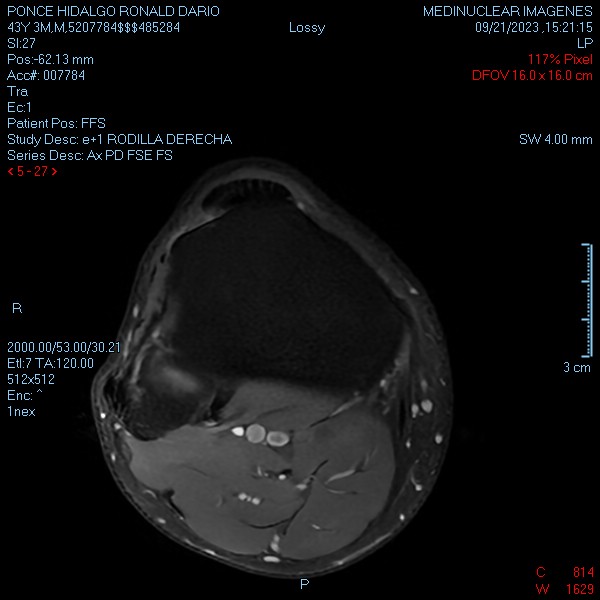 PONCE HIDALGO RONALD DARIO
43Y 3M,M,5207784$$$485284
SI:27
Pos:-62.13 mm
Acc#: 007784
Tra
Ec:1
Patient Pos: FFS
Study Desc: e+1 RODILLA DERECHA
Series Desc: Ax PD FSE FS
< 5 - 27 >
Lossy
MEDINUCLEAR IMAGENES
09/21/2023 ,15:21:15
LP
117% Pixel
DFOV 16.0 x 16.0 cm
SW 4.00 mm
R
2000.00/53.00/30.21
Etl:7 TA:120.00
512x512
Enc: ^
1nex
3 cm
P
C 814
W 1629